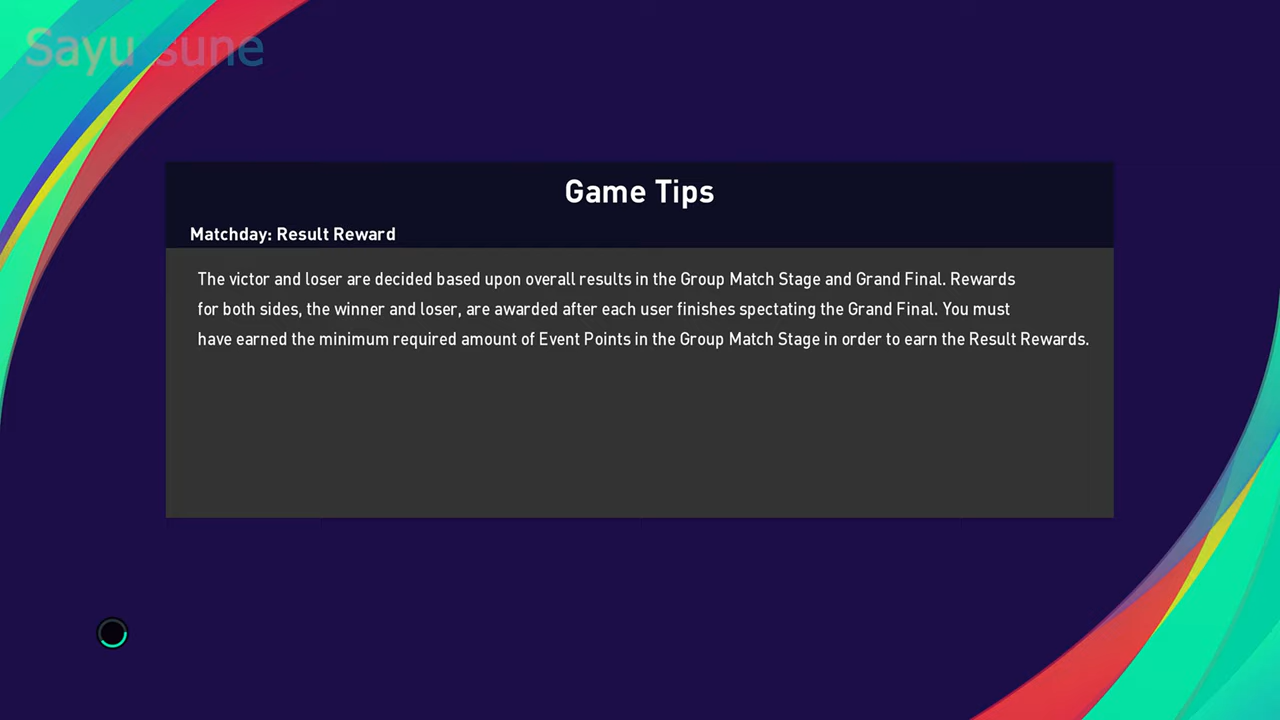 Sayu sune
Game Tips
Matchday: Result Reward
The victor and loser are decided based upon overall results in the Group Match Stage and Grand Final. Rewards
for both sides, the winner and loser, are awarded after each user finishes spectating the Grand Final. You must
have earned the minimum required amount of Event Points in the Group Match Stage in order to earn the Result Rewards.